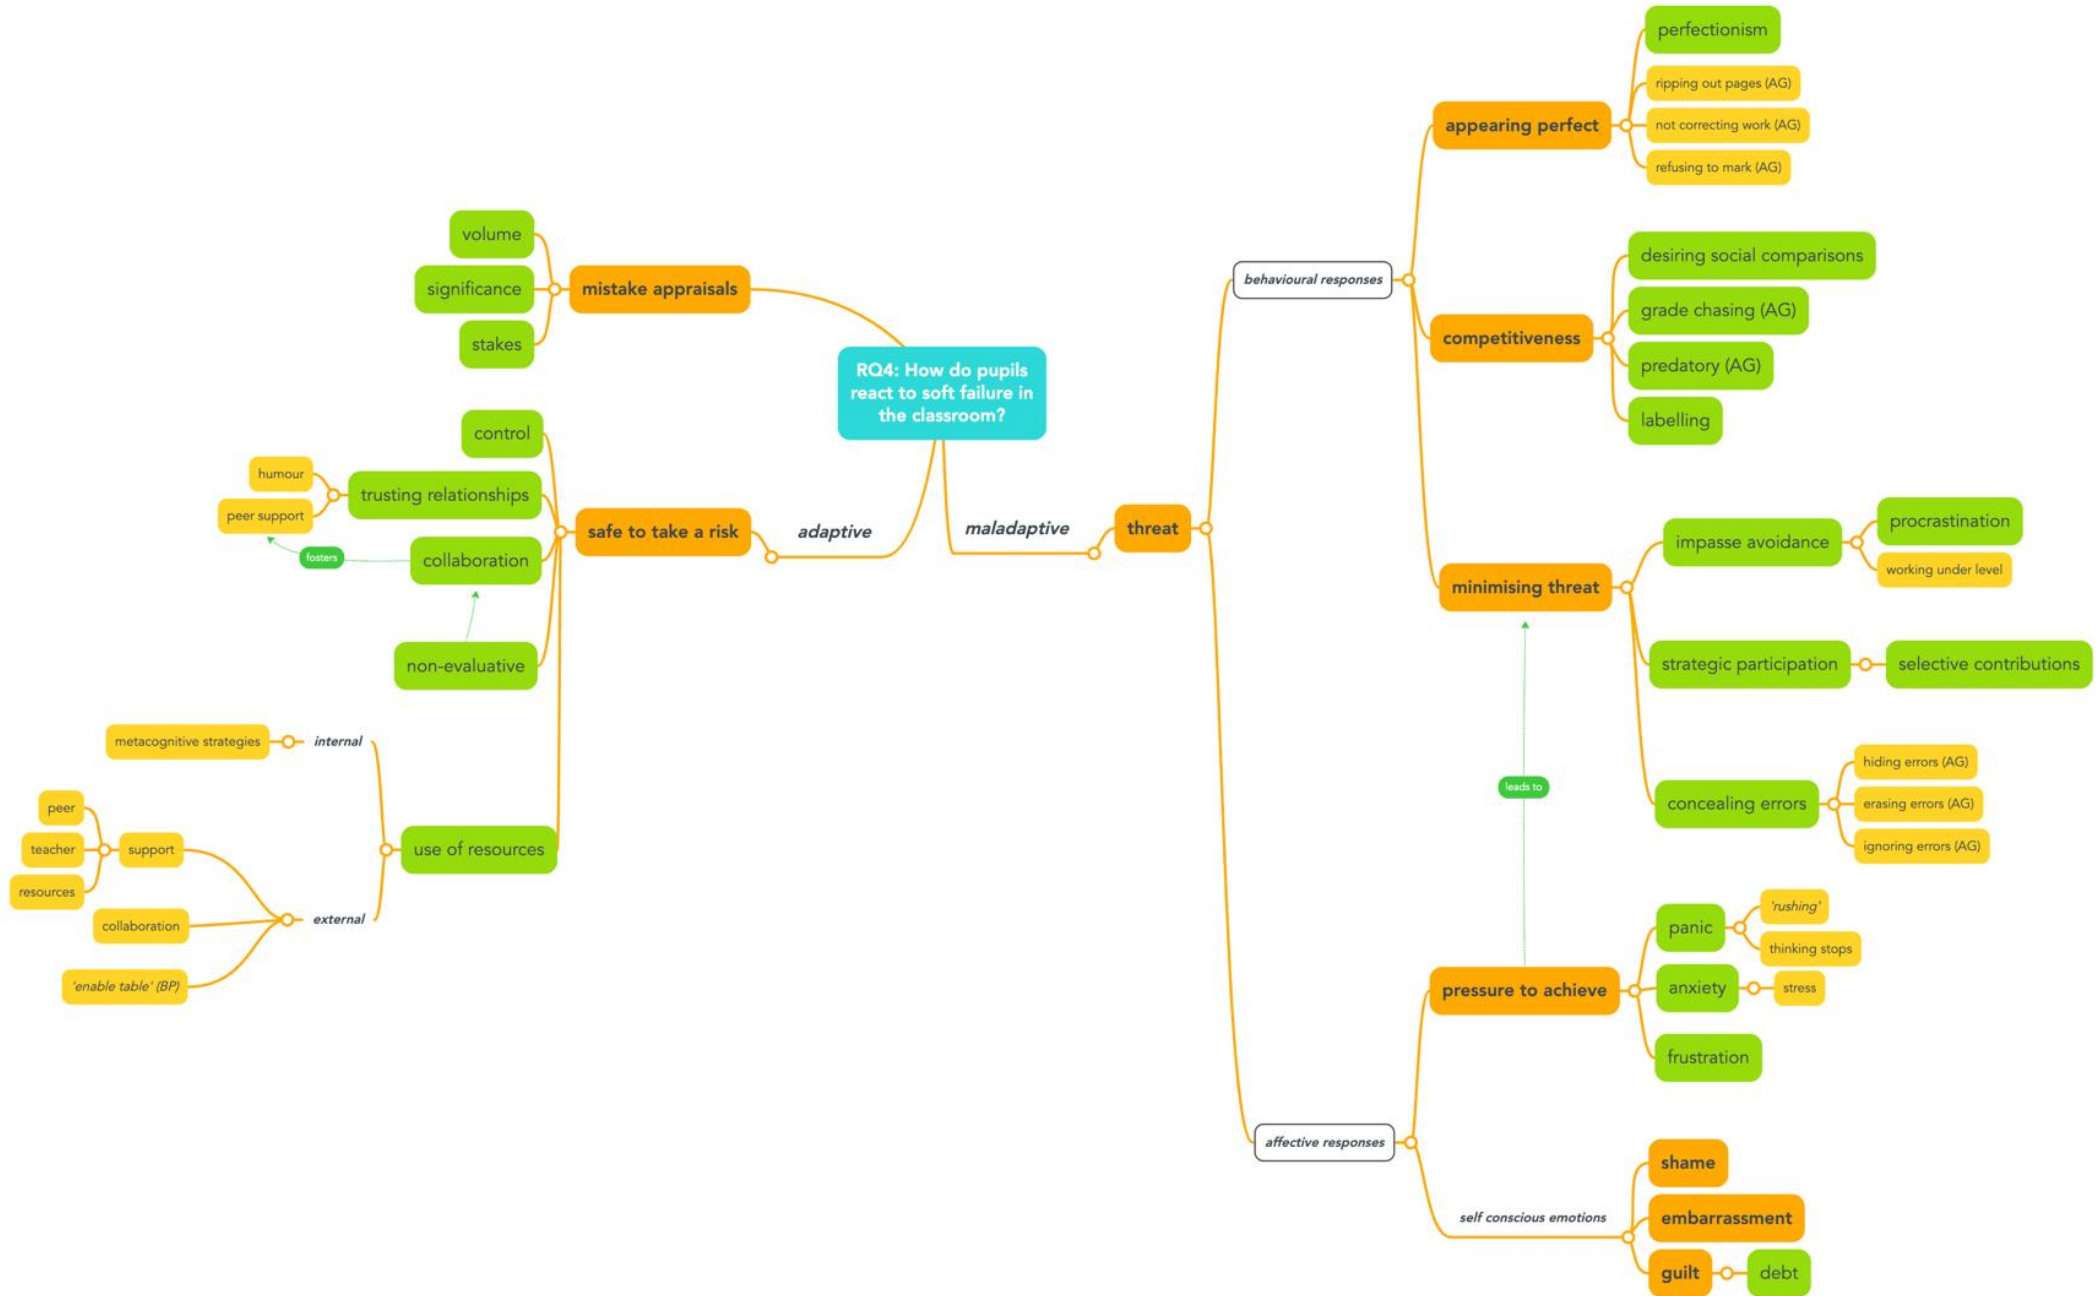 RQ4: How do pupils
react to soft failure in
the classroom?
mistake appraisals
volume
significance
stakes
adaptive
safe to take a risk
control
trusting relationships
humour
peer support
collaboration
fosters
non-evaluative
use of resources
internal
metacognitive strategies
external
support
peer
teacher
resources
collaboration
'enable table' (BP)
maladaptive
threat
behavioural responses
appearing perfect
perfectionism
ripping out pages (AG)
not correcting work (AG)
refusing to mark (AG)
competitiveness
desiring social comparisons
grade chasing (AG)
predatory (AG)
labelling
minimising threat
impasse avoidance
procrastination
working under level
strategic participation
selective contributions
concealing errors
hiding errors (AG)
erasing errors (AG)
ignoring errors (AG)
leads to
affective responses
pressure to achieve
panic
'rushing'
thinking stops
anxiety
stress
frustration
self conscious emotions
shame
embarrassment
guilt
debt